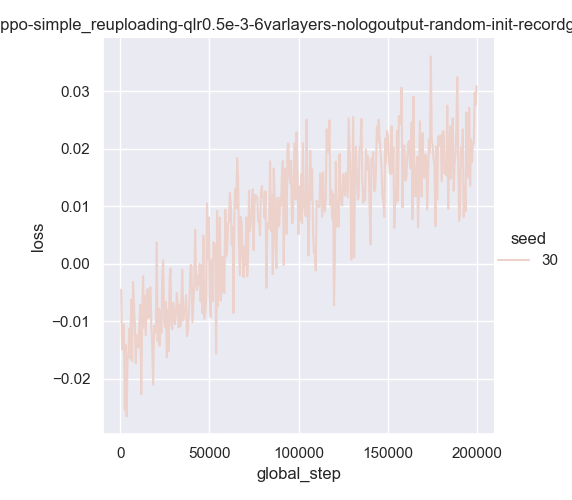 ppo-simple_reuploading-qlr0.5e-3-6varlayers-nologoutput-random-init-recordg
0.03
0.02
0.01
0.00
−0.01
−0.02
loss
seed
30
0 50000 100000 150000 200000
global_step